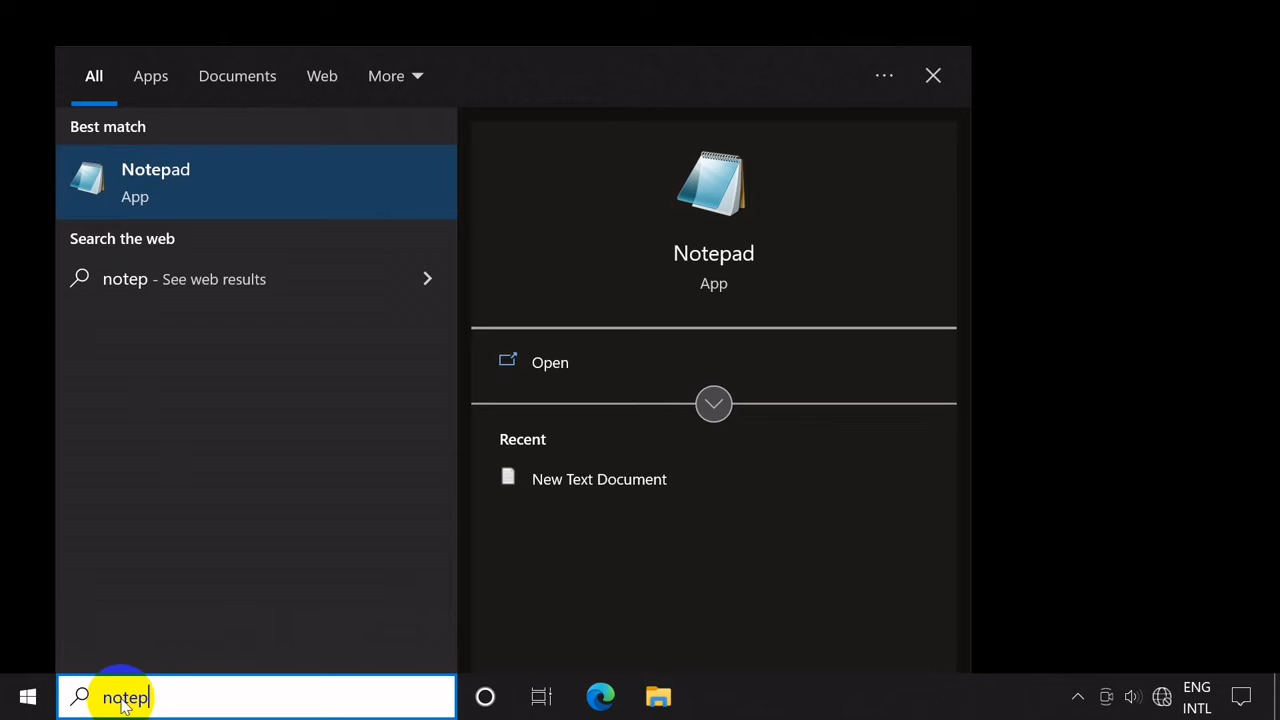 All Apps Documents Web More
Best match
Notepad
App
Search the web
notep - See web results
Notepad
App
Open
Recent
New Text Document
notep
ENG
INTL